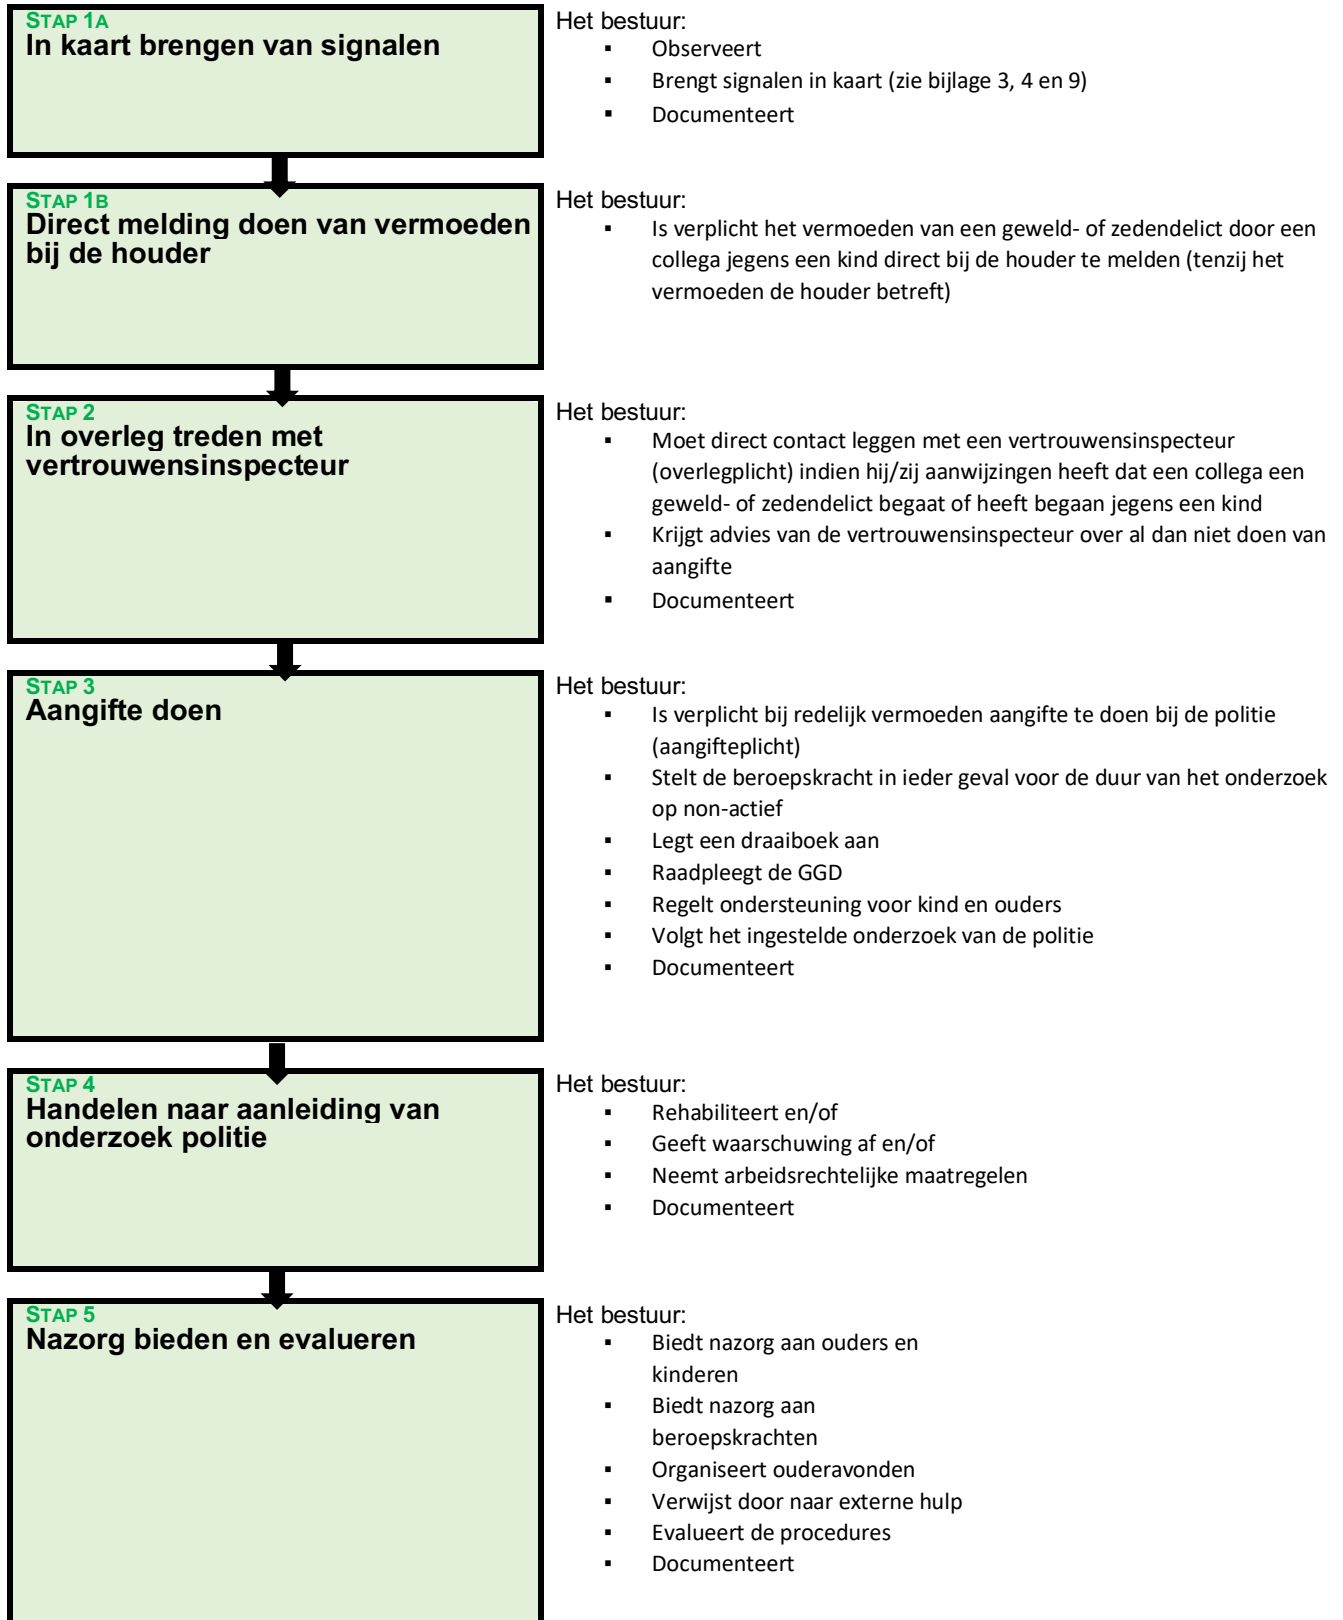 STAP 1A
In kaart brengen van signalen
Het bestuur:
▪ Observeert
▪ Brengt signalen in kaart (zie bijlage 3, 4 en 9)
▪ Documenteert
STAP 1B
Direct melding doen van vermoeden
bij de houder
Het bestuur:
▪ Is verplicht het vermoeden van een geweld- of zedendelict door een
collega jegens een kind direct bij de houder te melden (tenzij het
vermoeden de houder betreft)
STAP 2
In overleg treden met
vertrouwensinspecteur
Het bestuur:
▪ Moet direct contact leggen met een vertrouwensinspecteur
(overlegplicht) indien hij/zij aanwijzingen heeft dat een collega een
geweld- of zedendelict begaat of heeft begaan jegens een kind
▪ Krijgt advies van de vertrouwensinspecteur over al dan niet doen van
aangifte
▪ Documenteert
STAP 3
Aangifte doen
Het bestuur:
▪ Is verplicht bij redelijk vermoeden aangifte te doen bij de politie
(aangifteplicht)
▪ Stelt de beroepskracht in ieder geval voor de duur van het onderzoek
op non-actief
▪ Legt een draaiboek aan
▪ Raadpleegt de GGD
▪ Regelt ondersteuning voor kind en ouders
▪ Volgt het ingestelde onderzoek van de politie
▪ Documenteert
STAP 4
Handelen naar aanleiding van
onderzoek politie
Het bestuur:
▪ Rehabiliteert en/of
▪ Geeft waarschuwing af en/of
▪ Neemt arbeidsrechtelijke maatregelen
▪ Documenteert
STAP 5
Nazorg bieden en evalueren
Het bestuur:
▪ Biedt nazorg aan ouders en
kinderen
▪ Biedt nazorg aan
beroepskrachten
▪ Organiseert ouderavonden
▪ Verwijst door naar externe hulp
▪ Evalueert de procedures
▪ Documenteert